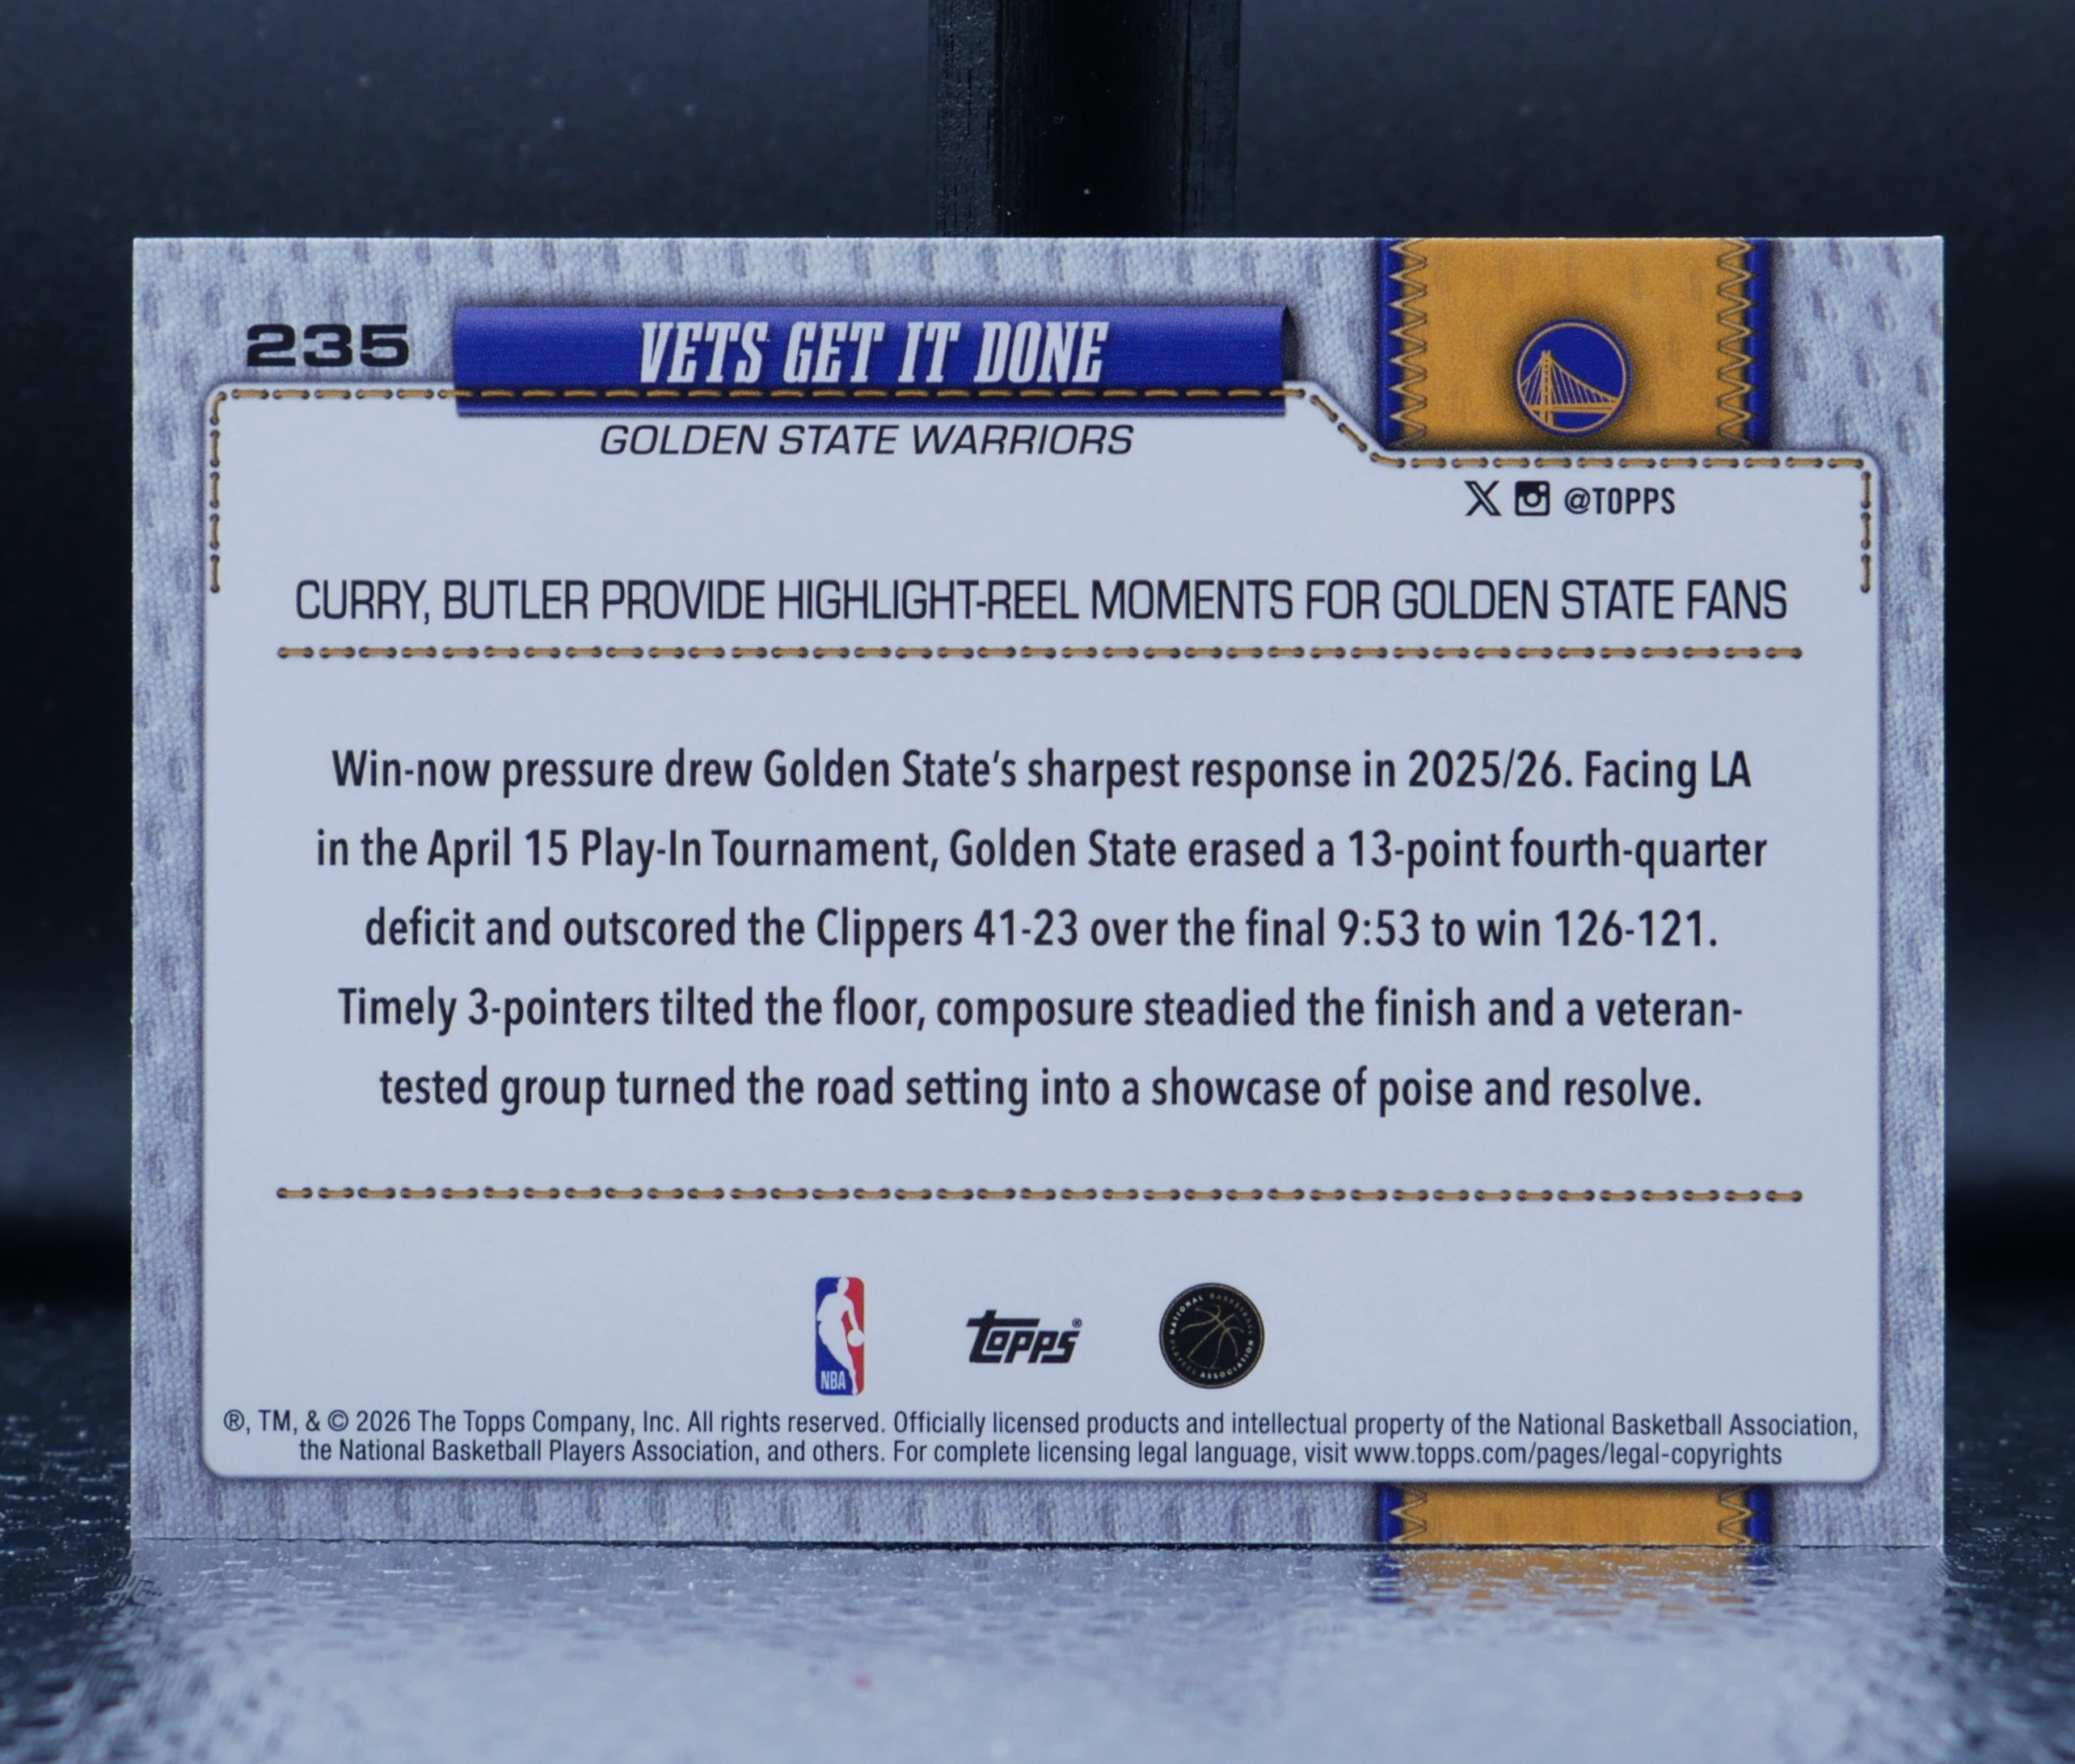 235
VETS GET IT DONE
GOLDEN STATE WARRIORS
X @TOPPS
CURRY, BUTLER PROVIDE HIGHLIGHT-REEL MOMENTS FOR GOLDEN STATE FANS
Win-now pressure drew Golden State's sharpest response in 2025/26. Facing LA
in the April 15 Play-In Tournament, Golden State erased a 13-point fourth-quarter
deficit and outscored the Clippers 41-23 over the final 9:53 to win 126-121.
Timely 3-pointers tilted the floor, composure steadied the finish and a veteran-
tested group turned the road setting into a showcase of poise and resolve.
NBA
Topps®
NATIONAL BASKETBALL PLAYERS ASSOCIATION
®, TM, & © 2026 The Topps Company, Inc. All rights reserved. Officially licensed products and intellectual property of the National Basketball Association,
the National Basketball Players Association, and others. For complete licensing legal language, visit www.topps.com/pages/legal-copyrights